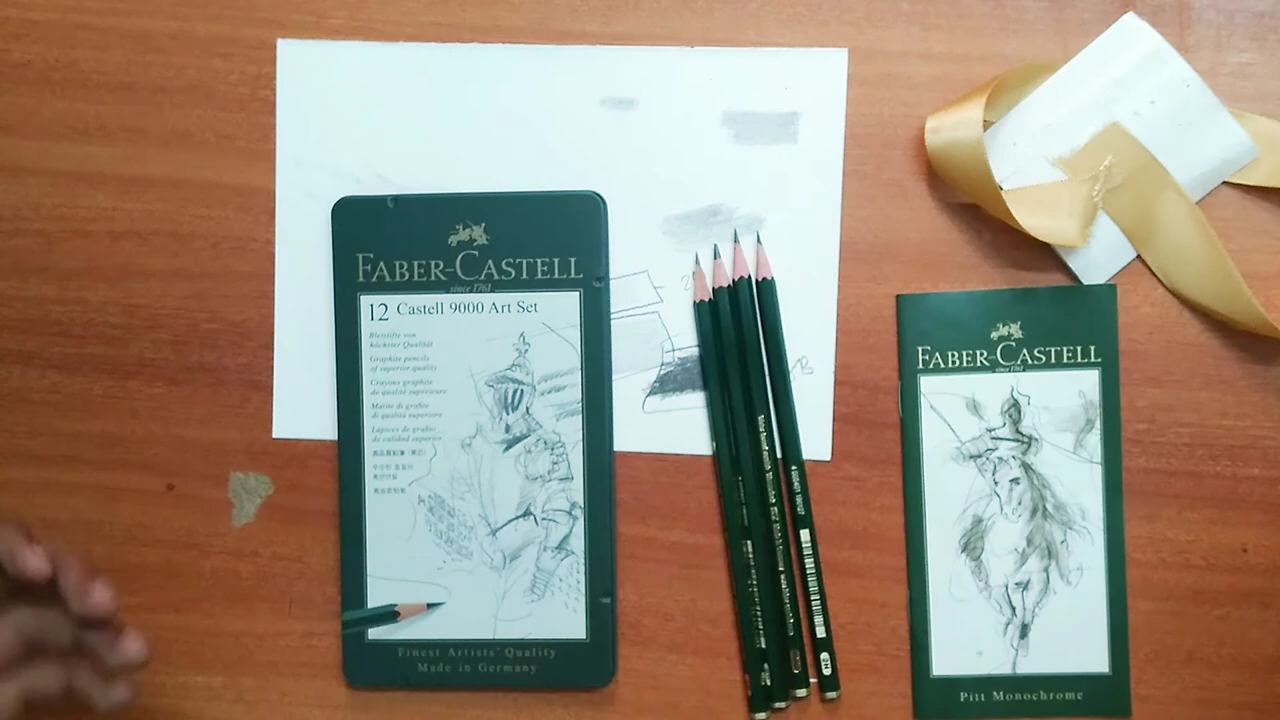 FABER-CASTELL
since 1761
12 Castell 9000 Art Set
Bleistifte von
höchster Qualität
Graphite pencils
of superior quality
Crayons graphite
de qualité supérieure
Matite di grafite
di qualità superiore
Lápices de grafito
de calidad superior
Finest Artists' Quality
Made in Germany
2H
FABER-CASTELL
since 1761
Pitt Monochrome